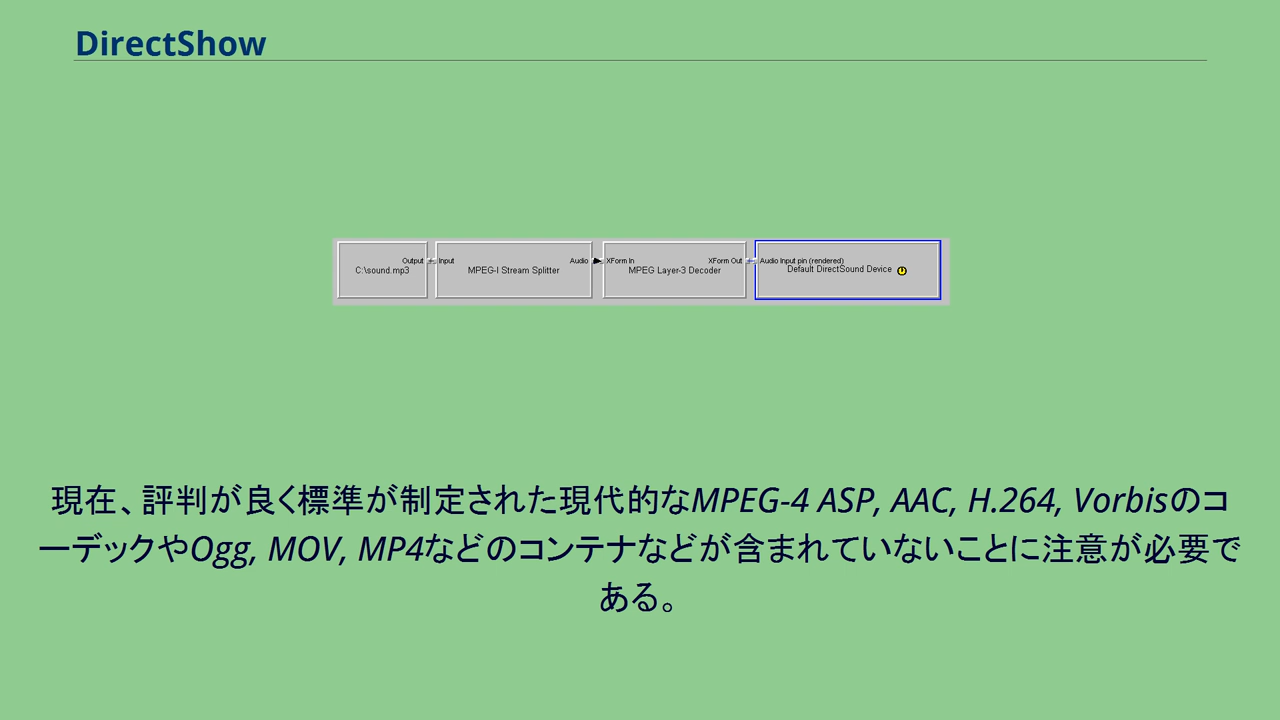 DirectShow
Output Input Audio XForm In XForm Out Audio Input pin (rendered)
C:\sound.mp3 MPEG-I Stream Splitter MPEG Layer-3 Decoder Default DirectSound Device
現在、評判が良く標準が制定された現代的なMPEG-4 ASP, AAC, H.264, Vorbisのコ
ーデックやOgg, MOV, MP4などのコンテナなどが含まれていないことに注意が必要で
ある。